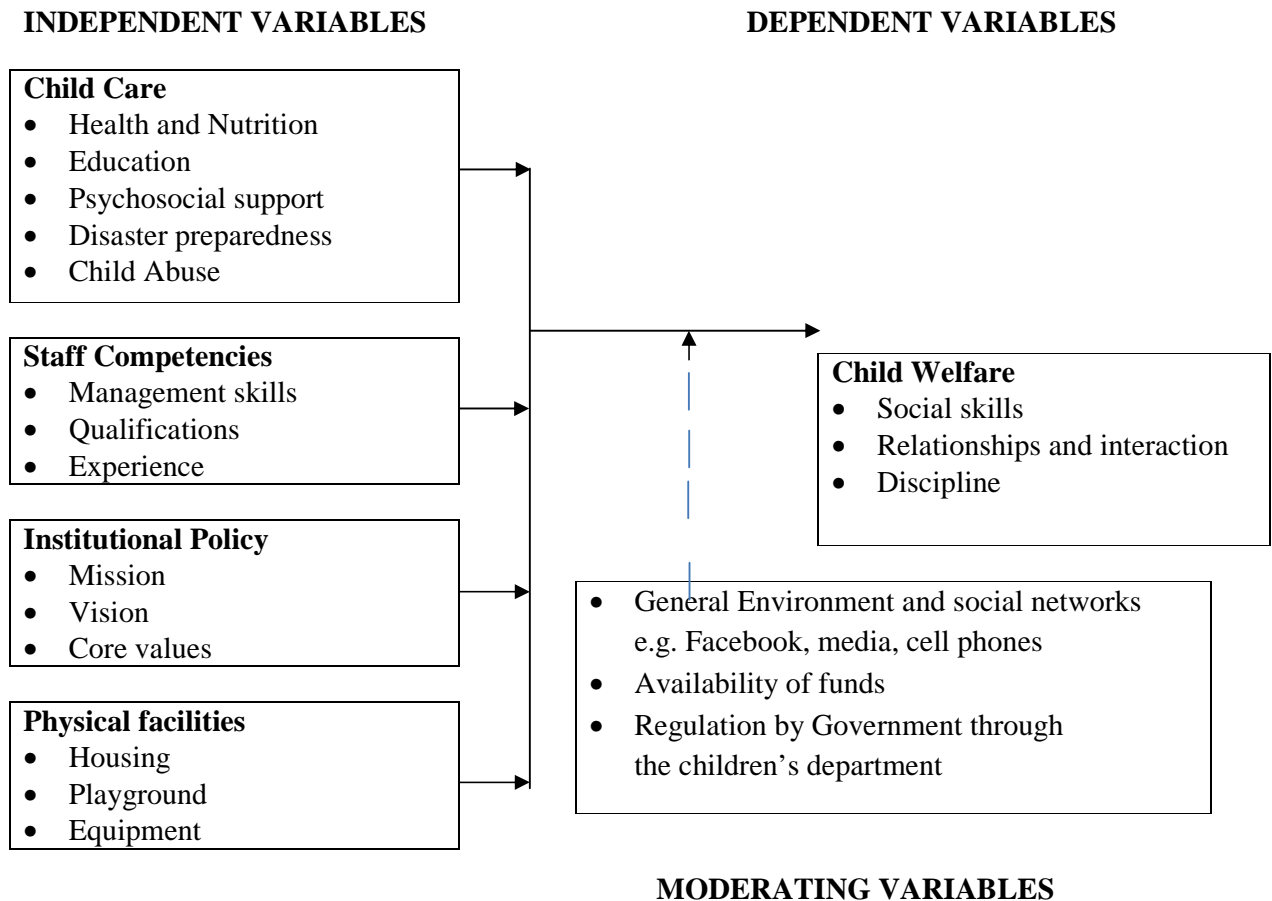 INDEPENDENT VARIABLES
DEPENDENT VARIABLES
Child Care
• Health and Nutrition
• Education
• Psychosocial support
• Disaster preparedness
• Child Abuse
Staff Competencies
• Management skills
• Qualifications
• Experience
Institutional Policy
• Mission
• Vision
• Core values
Physical facilities
• Housing
• Playground
• Equipment
Child Welfare
• Social skills
• Relationships and interaction
• Discipline
• General Environment and social networks
e.g. Facebook, media, cell phones
• Availability of funds
• Regulation by Government through
the children’s department
MODERATING VARIABLES